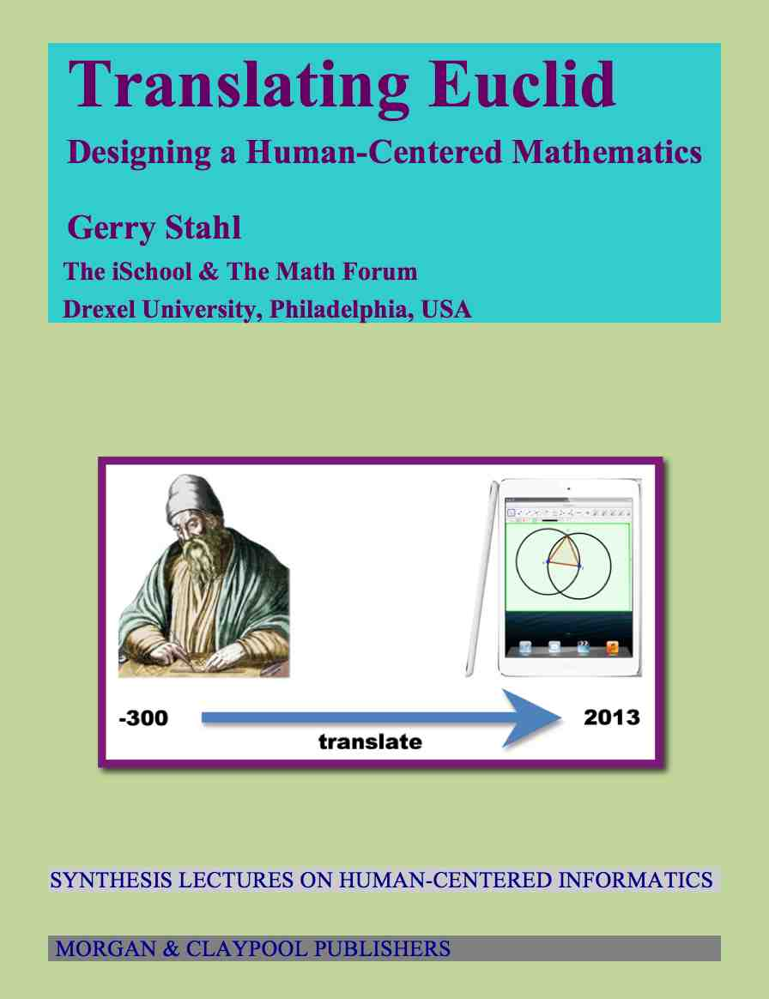 Translating Euclid
Designing a Human-Centered Mathematics
Gerry Stahl
The iSchool & The Math Forum
Drexel University, Philadelphia, USA
-300
translate
2013
SYNTHESIS LECTURES ON HUMAN-CENTERED INFORMATICS
MORGAN & CLAYPOOL PUBLISHERS